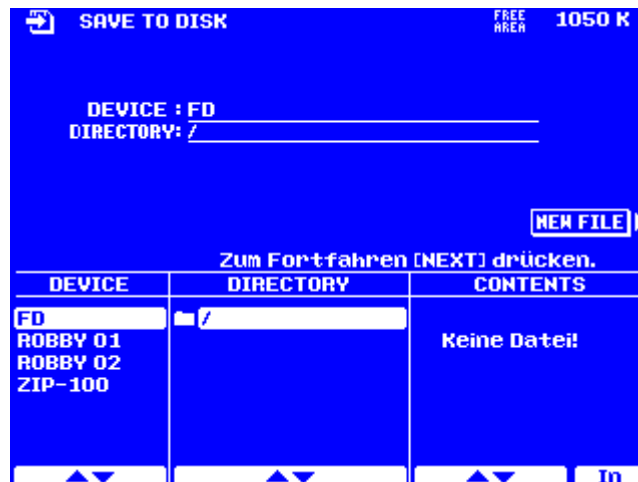 SAVE TO DISK
FREE AREA 1050 K
DEVICE : FD
DIRECTORY: /
NEW FILE
Zum Fortfahren [NEXT] drücken.
DEVICE DIRECTORY CONTENTS
FD /
ROBBY 01 Keine Datei!
ROBBY 02
ZIP-100
In